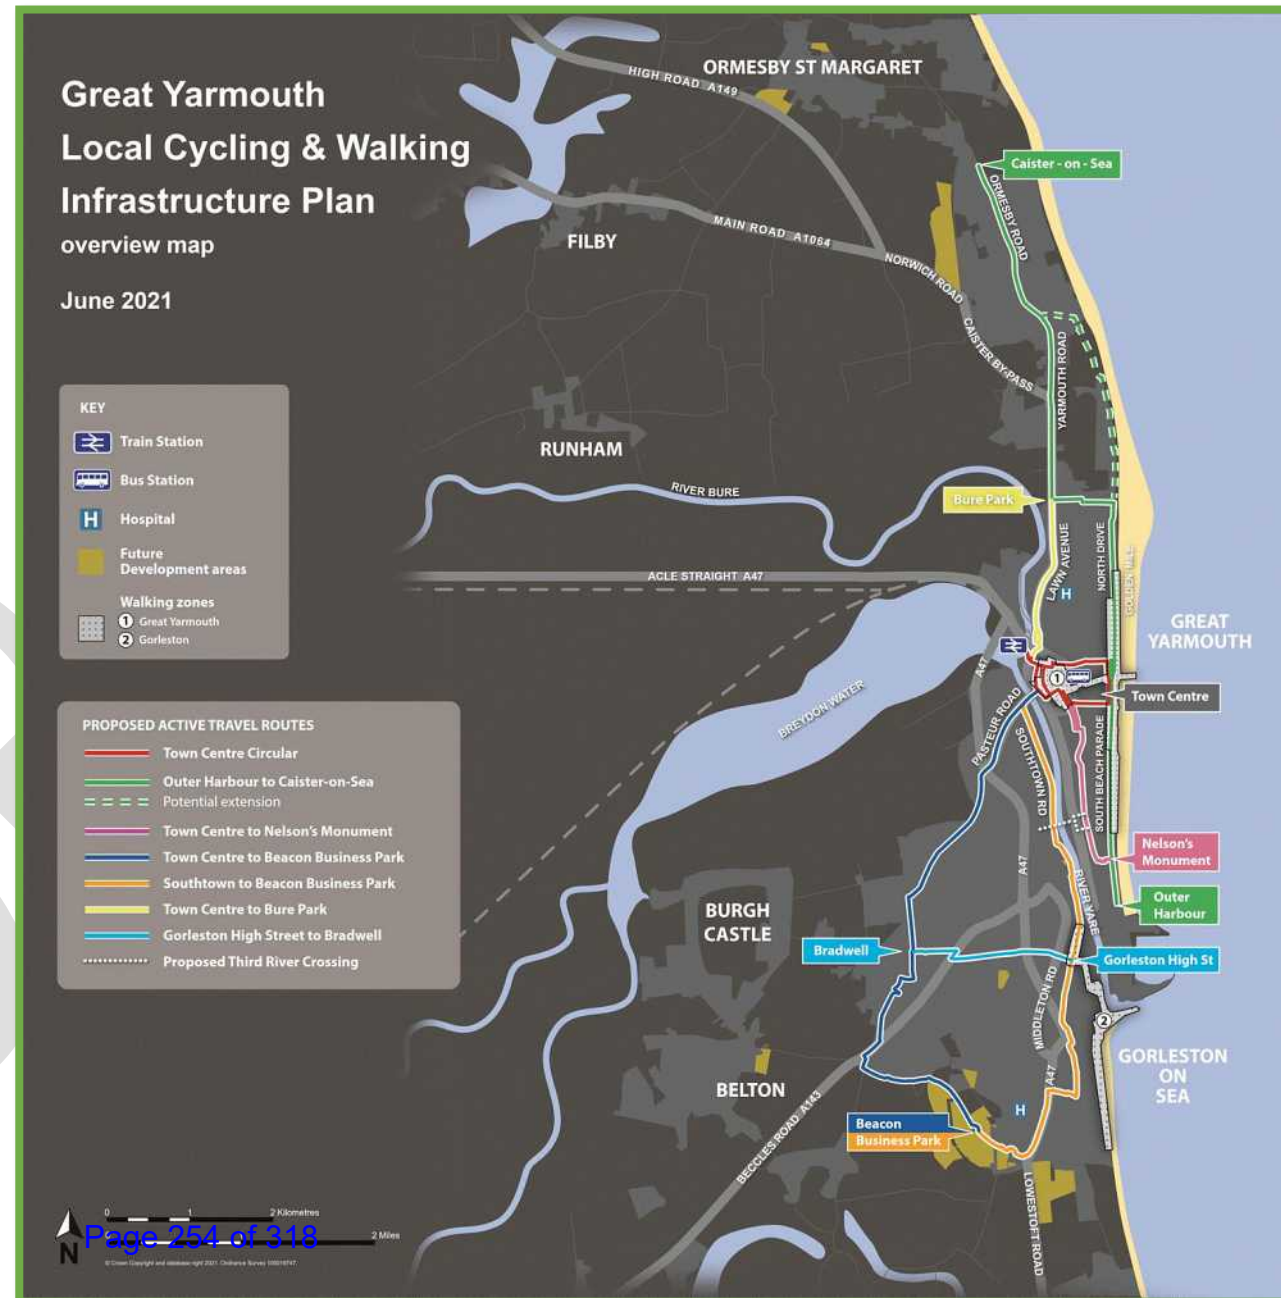 Great Yarmouth
Local Cycling & Walking
Infrastructure Plan
overview map
June 2021
KEY
Train Station
Bus Station
H Hospital
Future
Development areas
Walking zones
1 Great Yarmouth
2 Gorleston
PROPOSED ACTIVE TRAVEL ROUTES
Town Centre Circular
Outer Harbour to Caister-on-Sea
Potential extension
Town Centre to Nelson's Monument
Town Centre to Beacon Business Park
Southtown to Beacon Business Park
Town Centre to Bure Park
Gorleston High Street to Bradwell
Proposed Third River Crossing
ORMESBY ST MARGARET
HIGH ROAD A149
Caister - on - Sea
ORMESBY ROAD
MAIN ROAD A1064
FILBY
NORWICH ROAD
CAISTER BY-PASS
YARMOUTH ROAD
RUNHAM
RIVER BURE
Bure Park
LAWN AVENUE
NORTH DRIVE
GOLDEN MILE
H
ACLE STRAIGHT A47
GREAT
YARMOUTH
A47
1
Town Centre
BREYDON WATER
PASTEUR ROAD
SOUTHTOWN RD
SOUTH BEACH PARADE
Nelson's
Monument
A47
RIVER YARE
Outer
Harbour
BURGH
CASTLE
Bradwell
Gorleston High St
MIDDLETON RD
2
GORLESTON
ON
SEA
A47
BELTON
H
Beacon
Business Park
BECCLES ROAD A143
LOWESTOFT ROAD
N
0 1 2 Kilometres
2 Miles
Page 254 of 318